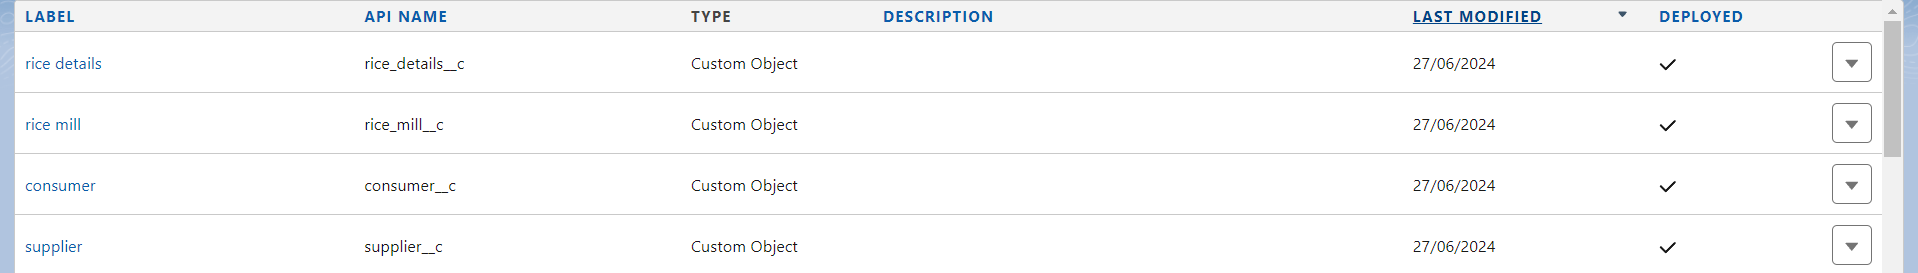 LABEL API NAME TYPE DESCRIPTION LAST MODIFIED DEPLOYED
rice details rice_details__c Custom Object 27/06/2024
rice mill rice_mill__c Custom Object 27/06/2024
consumer consumer__c Custom Object 27/06/2024
supplier supplier__c Custom Object 27/06/2024